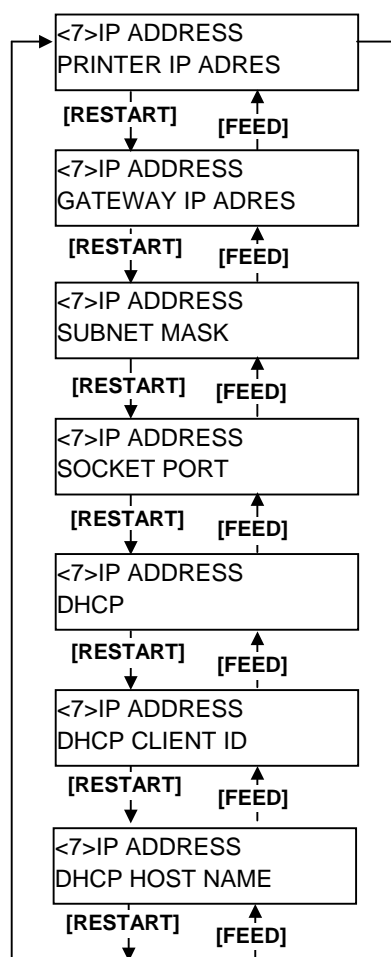 <7>IP ADDRESS
PRINTER IP ADRES
[RESTART]
[FEED]
<7>IP ADDRESS
GATEWAY IP ADRES
[RESTART]
[FEED]
<7>IP ADDRESS
SUBNET MASK
[RESTART]
[FEED]
<7>IP ADDRESS
SOCKET PORT
[RESTART]
[FEED]
<7>IP ADDRESS
DHCP
[RESTART]
[FEED]
<7>IP ADDRESS
DHCP CLIENT ID
[RESTART]
[FEED]
<7>IP ADDRESS
DHCP HOST NAME
[RESTART]
[FEED]